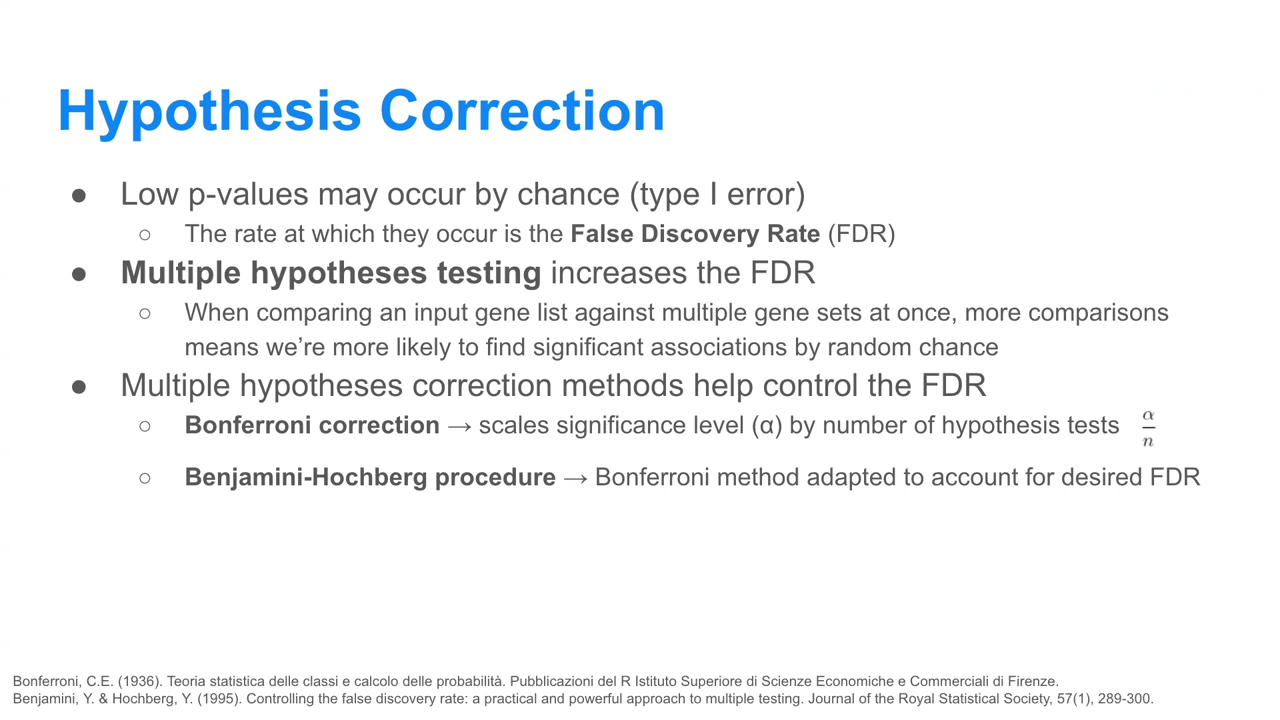 Hypothesis Correction
● Low p-values may occur by chance (type I error)
○ The rate at which they occur is the False Discovery Rate (FDR)
● Multiple hypotheses testing increases the FDR
○ When comparing an input gene list against multiple gene sets at once, more comparisons
means we’re more likely to find significant associations by random chance
● Multiple hypotheses correction methods help control the FDR
○ Bonferroni correction → scales significance level (α) by number of hypothesis tests α/n
○ Benjamini-Hochberg procedure → Bonferroni method adapted to account for desired FDR
Bonferroni, C.E. (1936). Teoria statistica delle classi e calcolo delle probabilitá. Pubblicazioni del R Istituto Superiore di Scienze Economiche e Commerciali di Firenze.
Benjamini, Y. & Hochberg, Y. (1995). Controlling the false discovery rate: a practical and powerful approach to multiple testing. Journal of the Royal Statistical Society, 57(1), 289-300.